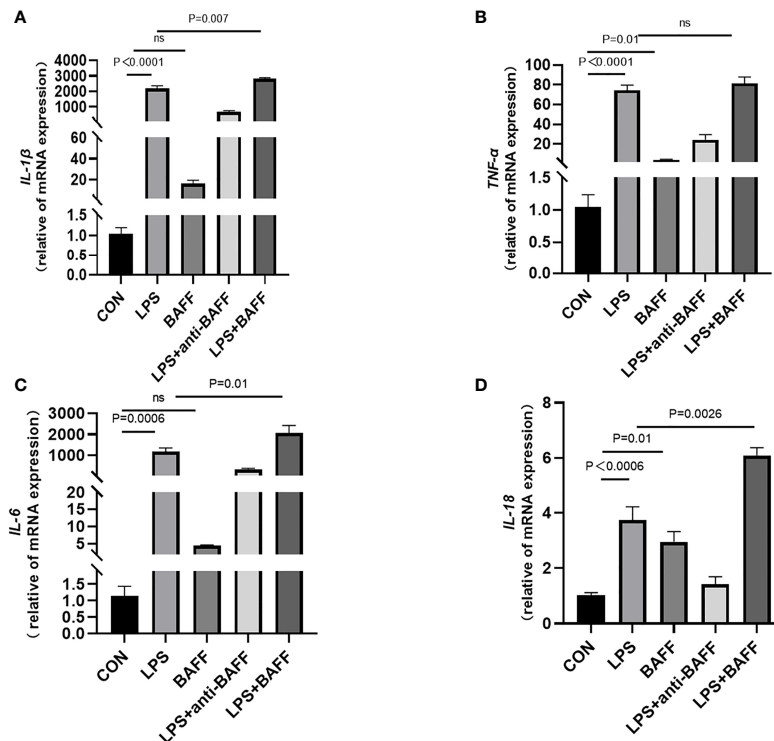 A
P=0.007
ns
P<0.0001
IL-1β
(relative of mRNA expression)
3000
2000
1000
60
40
20
1.5
1.0
0.5
0.0
CON
LPS
BAFF
LPS+anti-BAFF
LPS+BAFF
B
ns
P=0.01
P<0.0001
TNF-α
(relative of mRNA expression)
100
80
60
40
20
1.5
1.0
0.5
0.0
CON
LPS
BAFF
LPS+anti-BAFF
LPS+BAFF
C
P=0.01
ns
P=0.0006
IL-6
(relative of mRNA expression)
3000
2000
1000
20
15
10
5
1.5
1.0
0.5
0.0
CON
LPS
BAFF
LPS+anti-BAFF
LPS+BAFF
D
P=0.0026
P=0.01
P<0.0006
IL-18
(relative of mRNA expression)
8
6
4
2
0
CON
LPS
BAFF
LPS+anti-BAFF
LPS+BAFF